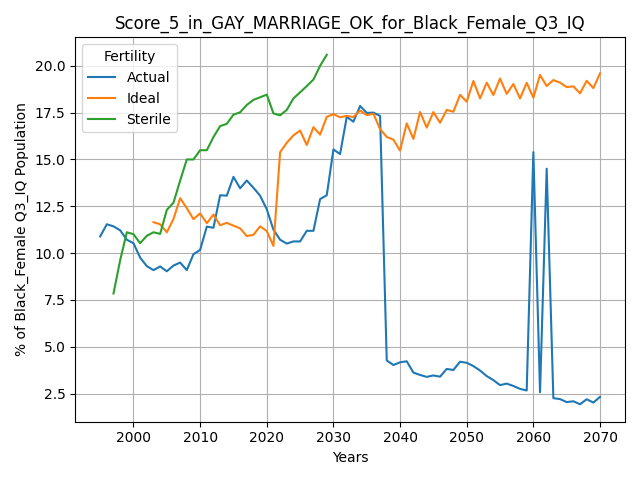 Score_5_in_GAY_MARRIAGE_OK_for_Black_Female_Q3_IQ
Fertility
Actual
Ideal
Sterile
% of Black_Female Q3_IQ Population
20.0
17.5
15.0
12.5
10.0
7.5
5.0
2.5
2000 2010 2020 2030 2040 2050 2060 2070
Years